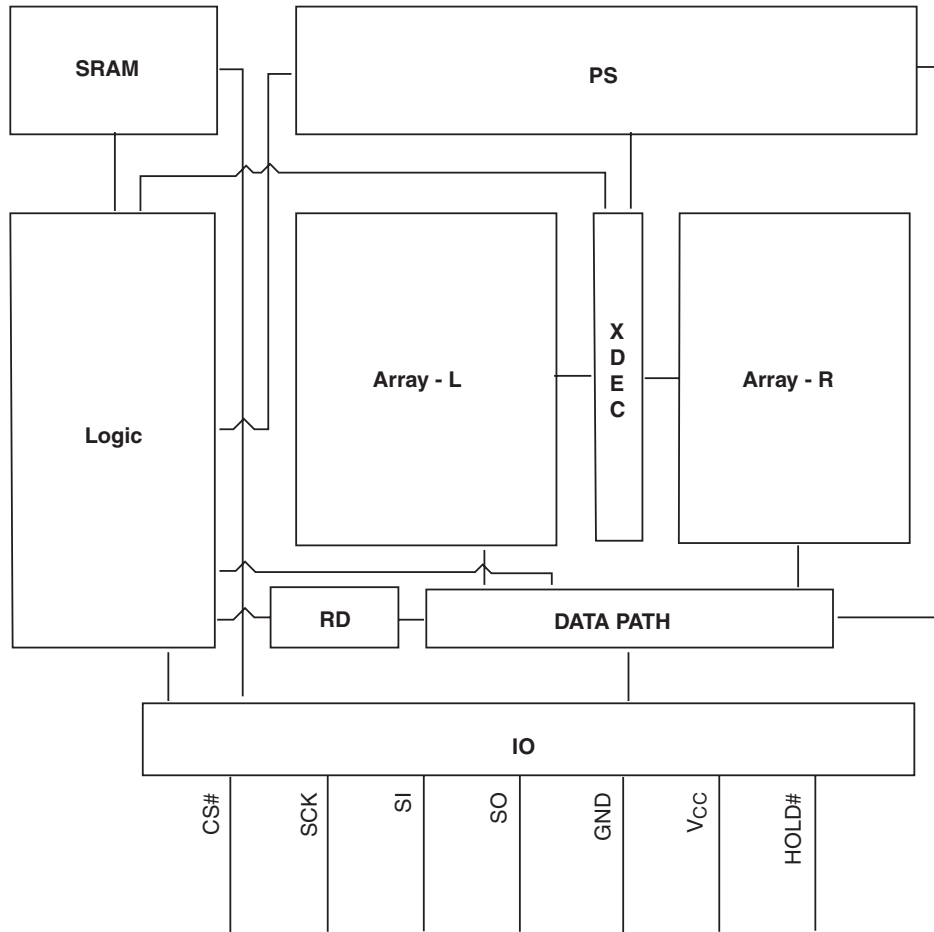 SRAM
PS
Logic
Array - L
X
D
E
C
Array - R
RD
DATA PATH
IO
CS#
SCK
SI
SO
GND
VCC
HOLD#